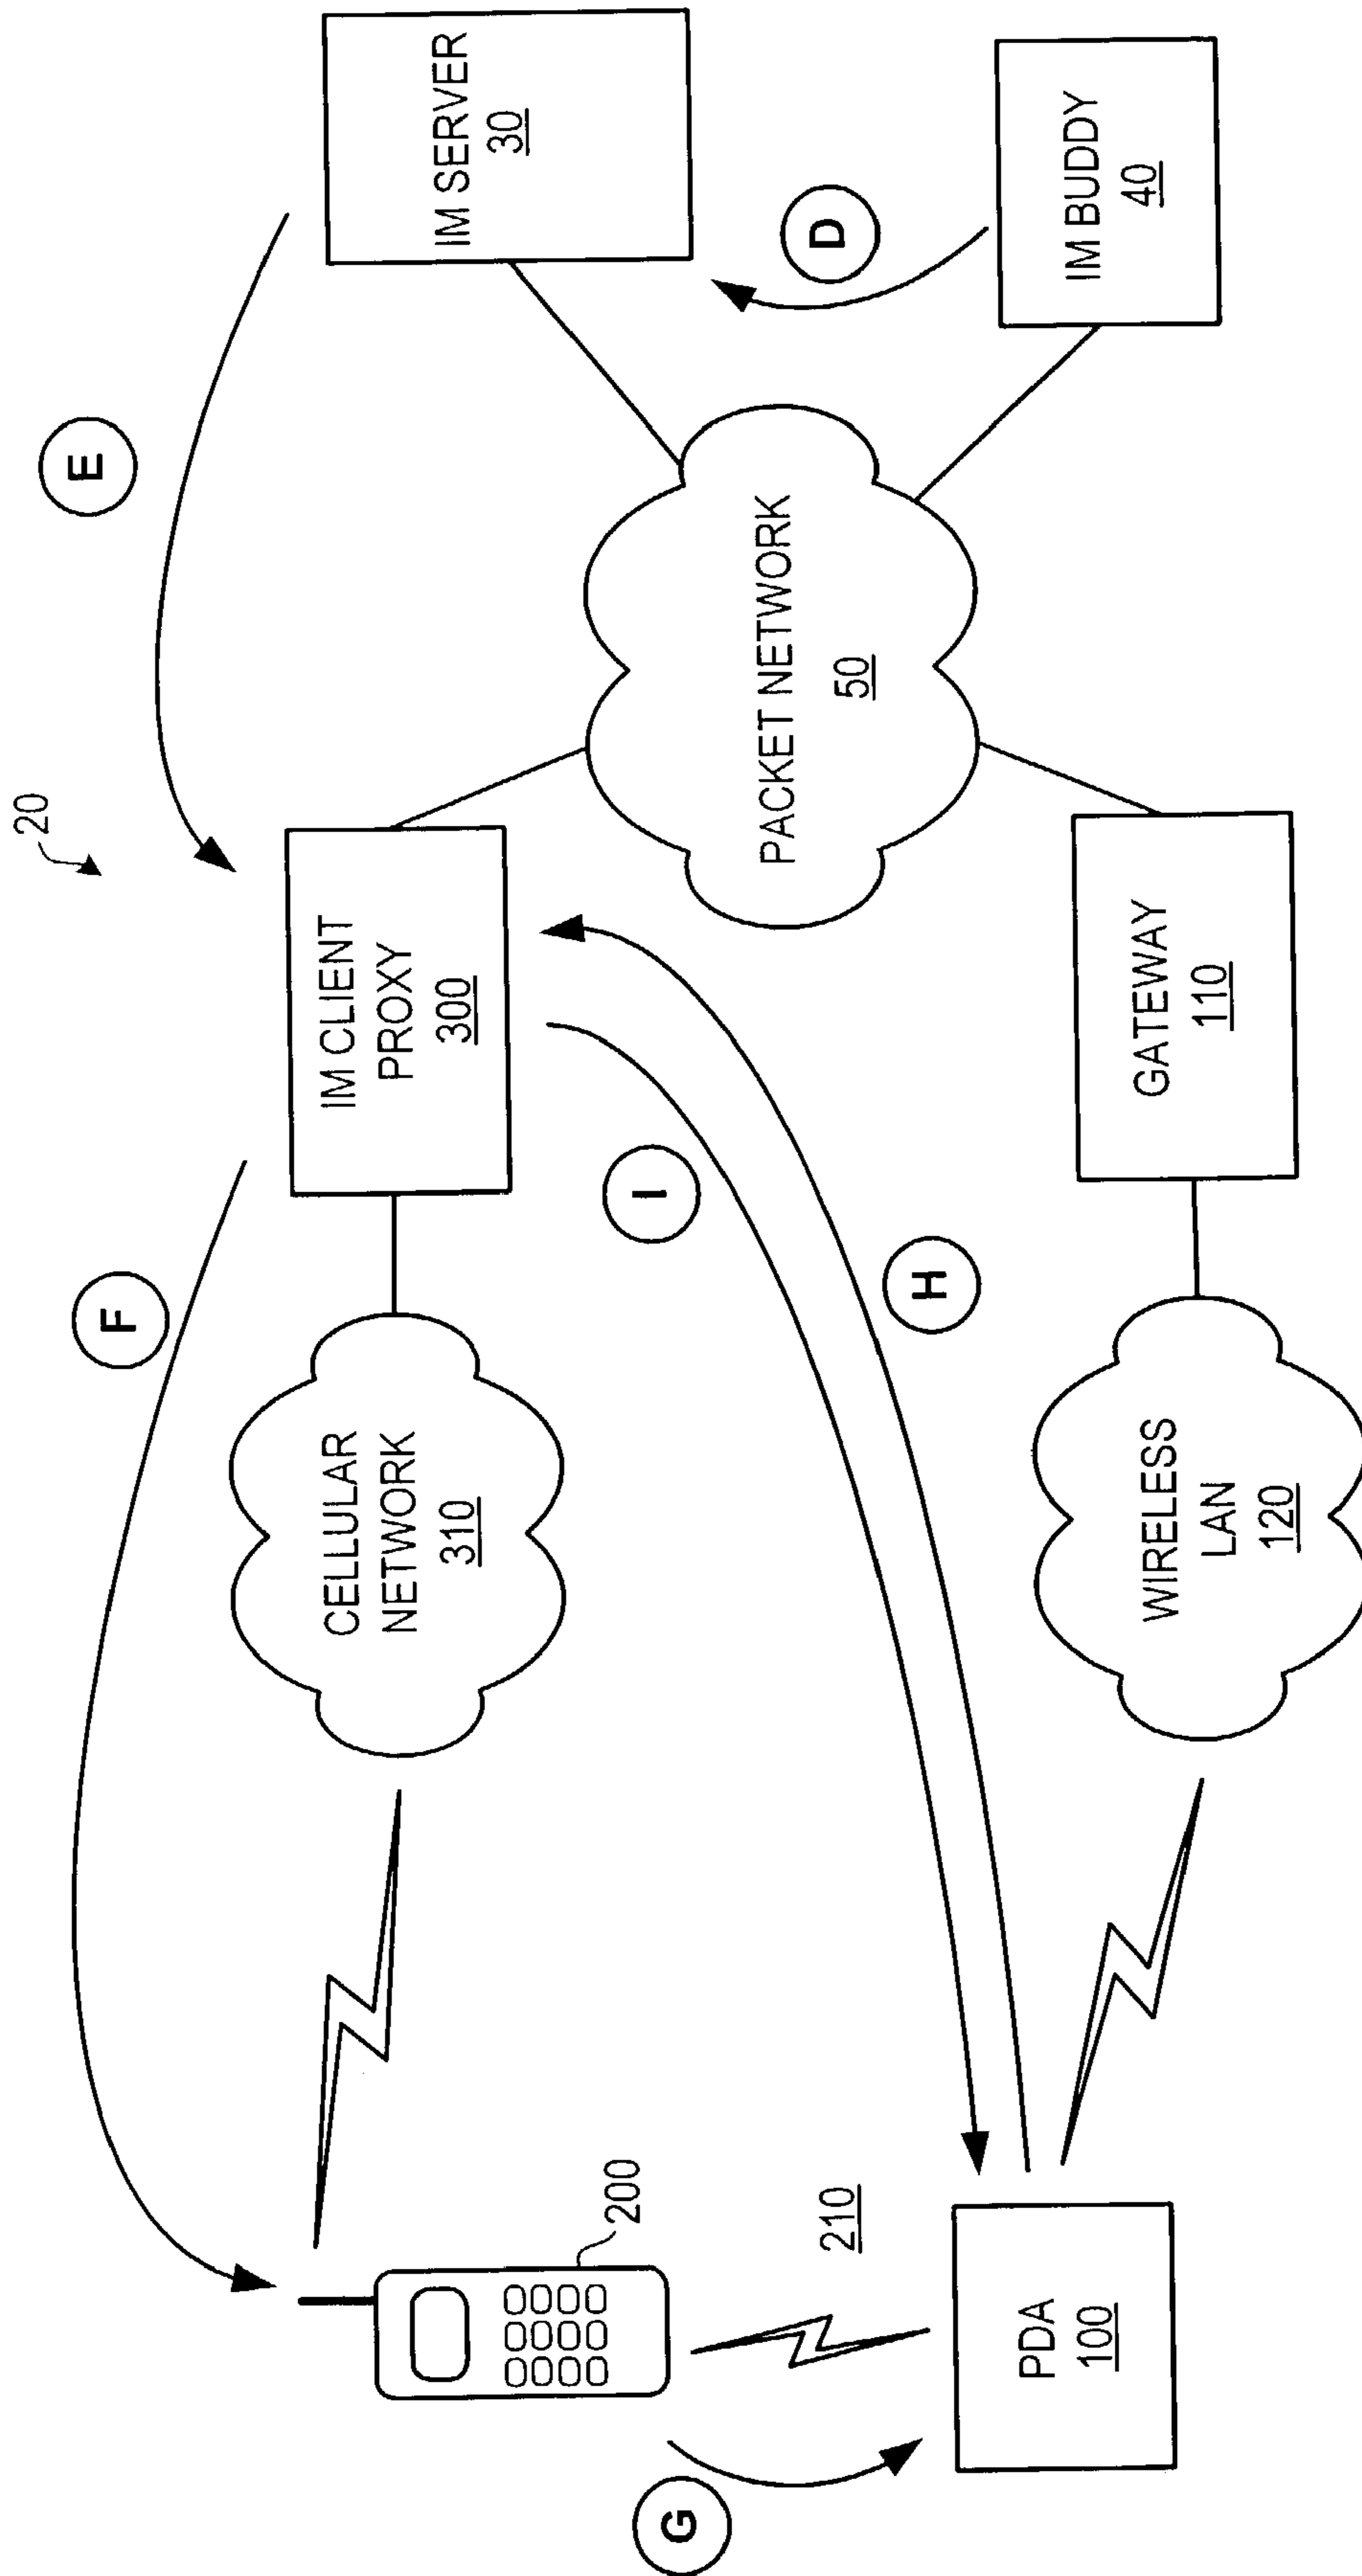 20
E
F
IM SERVER
30
IM CLIENT
PROXY
300
CELLULAR
NETWORK
310
200
D
I
PACKET NETWORK
50
H
G
210
IM BUDDY
40
GATEWAY
110
WIRELESS
LAN
120
PDA
100